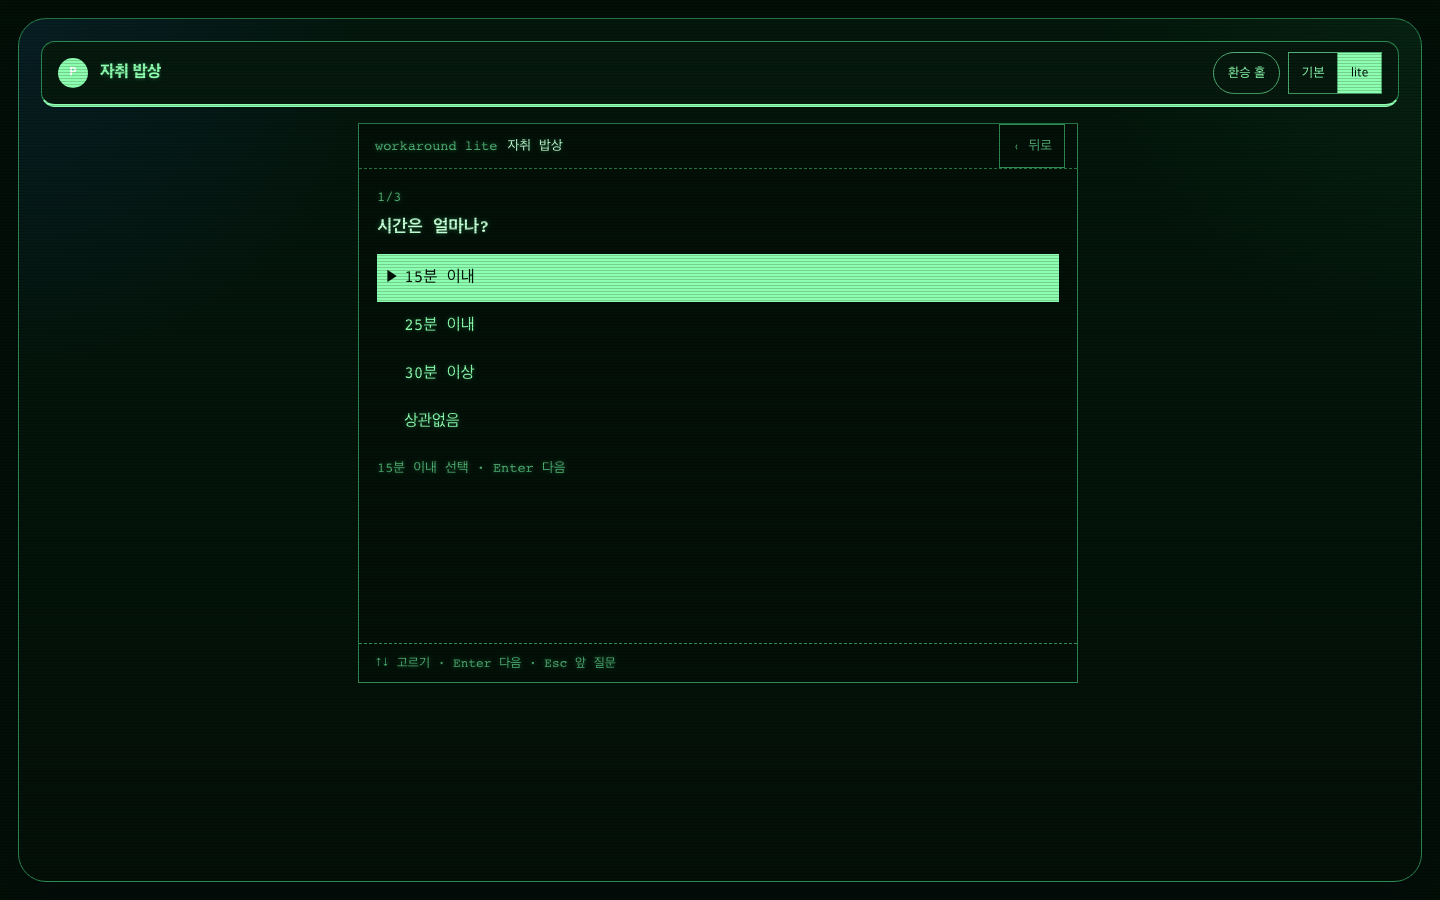 자취 밥상
환승 홀
기본
lite
workaround lite 자취 밥상
‹ 뒤로
1/3
시간은 얼마나?
▶ 15분 이내
25분 이내
30분 이상
상관없음
15분 이내 선택 · Enter 다음
↑↓ 고르기 · Enter 다음 · Esc 앞 질문